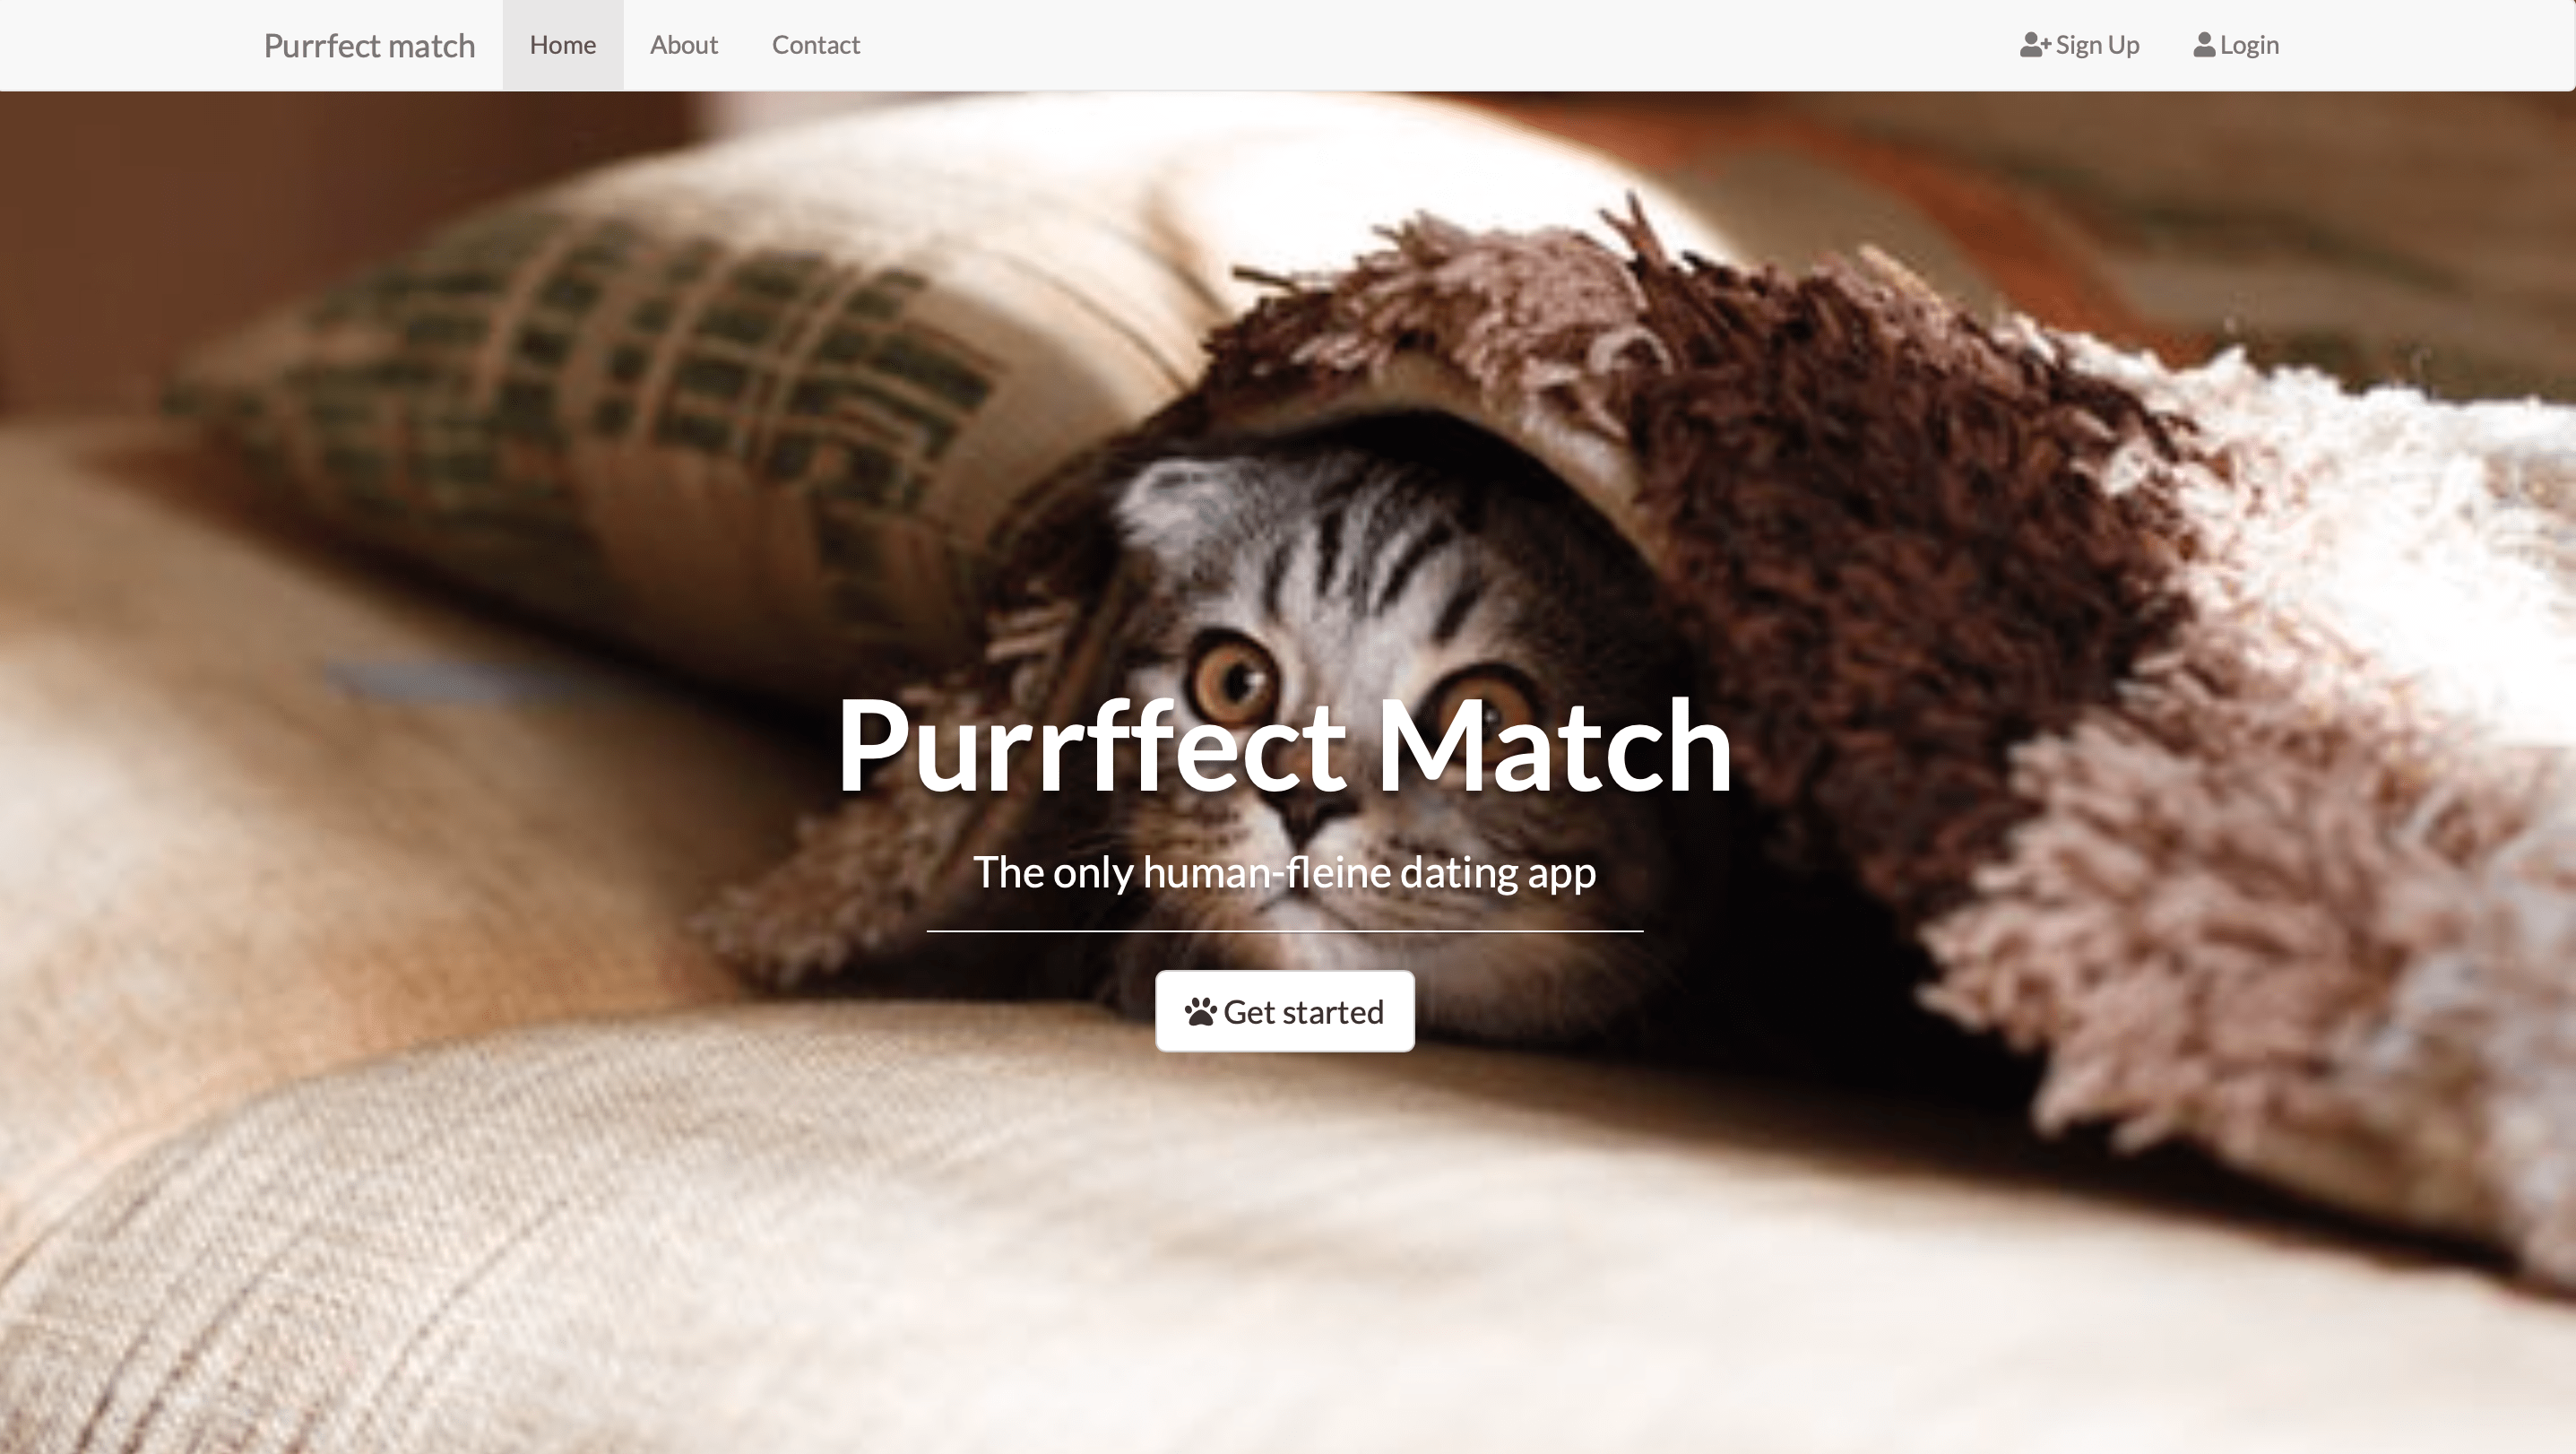 Purrfect match Home About Contact Sign Up Login
Purrffect Match
The only human-fleine dating app
Get started